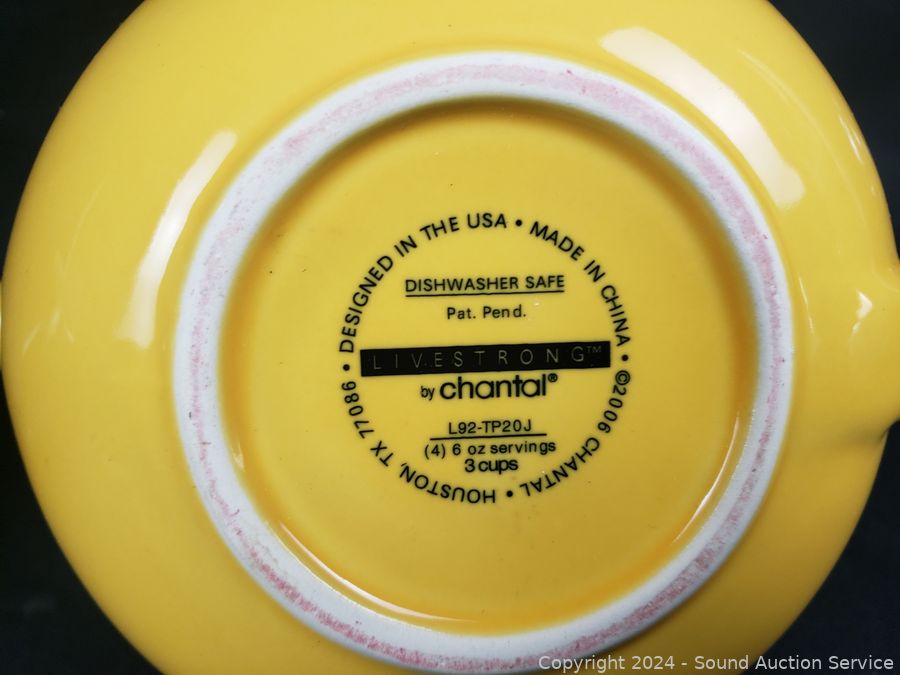 DESIGNED IN THE USA • MADE IN CHINA • ©2006 CHANTAL • HOUSTON, TX 77086 •
DISHWASHER SAFE
Pat. Pend.
LIVESTRONG™
by chantal®
L92-TP20J
(4) 6 oz servings
3 cups
Copyright 2024 - Sound Auction Service